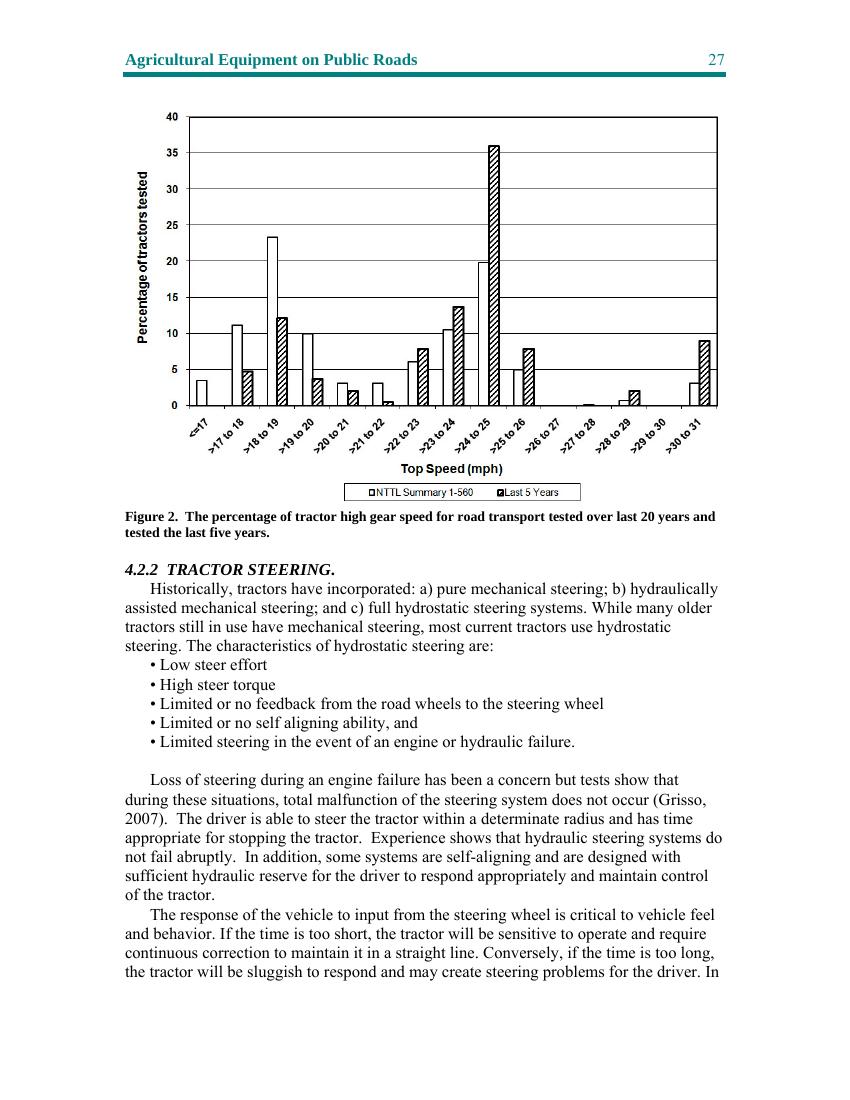 Agricultural Equipment on Public Roads 27
40
35
30
25
20
15
10
5
0
Percentage of tractors tested
<=17
>17 to 18
>18 to 19
>19 to 20
>20 to 21
>21 to 22
>22 to 23
>23 to 24
>24 to 25
>25 to 26
>26 to 27
>27 to 28
>28 to 29
>29 to 30
>30 to 31
Top Speed (mph)
NTTL Summary 1-560 Last 5 Years
Figure 2.  The percentage of tractor high gear speed for road transport tested over last 20 years and
tested the last five years.
4.2.2  TRACTOR STEERING.
Historically, tractors have incorporated: a) pure mechanical steering; b) hydraulically
assisted mechanical steering; and c) full hydrostatic steering systems. While many older
tractors still in use have mechanical steering, most current tractors use hydrostatic
steering. The characteristics of hydrostatic steering are:
• Low steer effort
• High steer torque
• Limited or no feedback from the road wheels to the steering wheel
• Limited or no self aligning ability, and
• Limited steering in the event of an engine or hydraulic failure.
Loss of steering during an engine failure has been a concern but tests show that
during these situations, total malfunction of the steering system does not occur (Grisso,
2007).  The driver is able to steer the tractor within a determinate radius and has time
appropriate for stopping the tractor.  Experience shows that hydraulic steering systems do
not fail abruptly.  In addition, some systems are self-aligning and are designed with
sufficient hydraulic reserve for the driver to respond appropriately and maintain control
of the tractor.
The response of the vehicle to input from the steering wheel is critical to vehicle feel
and behavior. If the time is too short, the tractor will be sensitive to operate and require
continuous correction to maintain it in a straight line. Conversely, if the time is too long,
the tractor will be sluggish to respond and may create steering problems for the driver. In